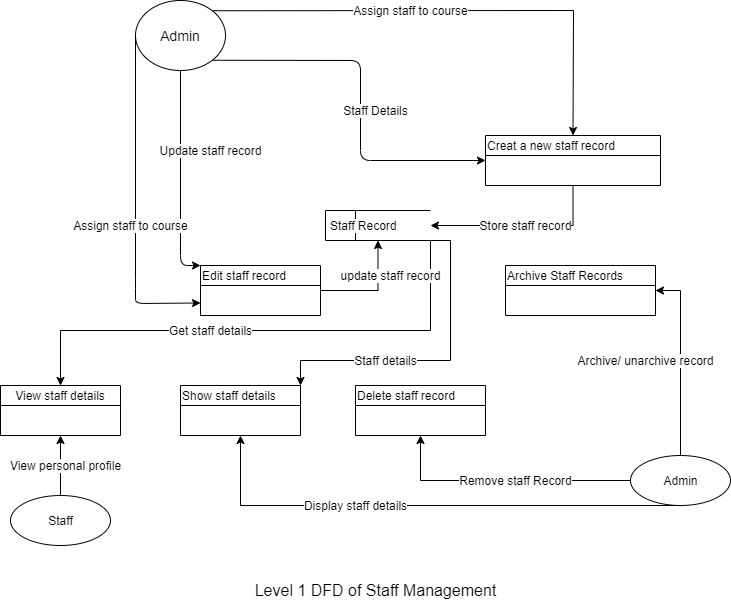 Assign staff to course
Admin
Staff Details
Creat a new staff record
Update staff record
Assign staff to course
Staff Record
Store staff record
Edit staff record
update staff record
Archive Staff Records
Get staff details
Staff details
Archive/ unarchive record
View staff details
Show staff details
Delete staff record
View personal profile
Remove staff Record
Admin
Display staff details
Staff
Level 1 DFD of Staff Management